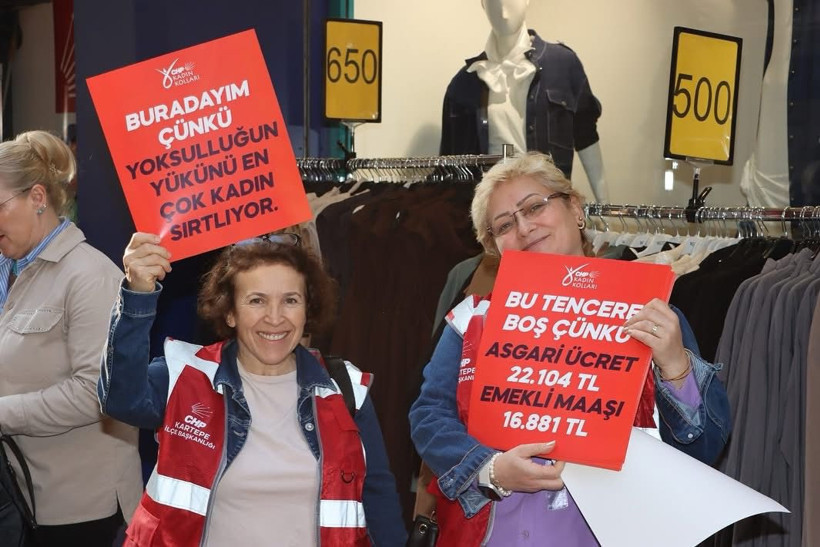 650
500
CHP
KADIN
KOLLARI
BURADAYIM
ÇÜNKÜ
YOKSULLUĞUN
YÜKÜNÜ EN
ÇOK KADIN
SIRTLIYOR.
CHP
KADIN
KOLLARI
BU TENCERE
BOŞ ÇÜNKÜ
ASGARİ ÜCRET
22.104 TL
EMEKLİ MAAŞI
16.881 TL
CHP
KARTEPE
İLÇE BAŞKANLIĞI
CHP